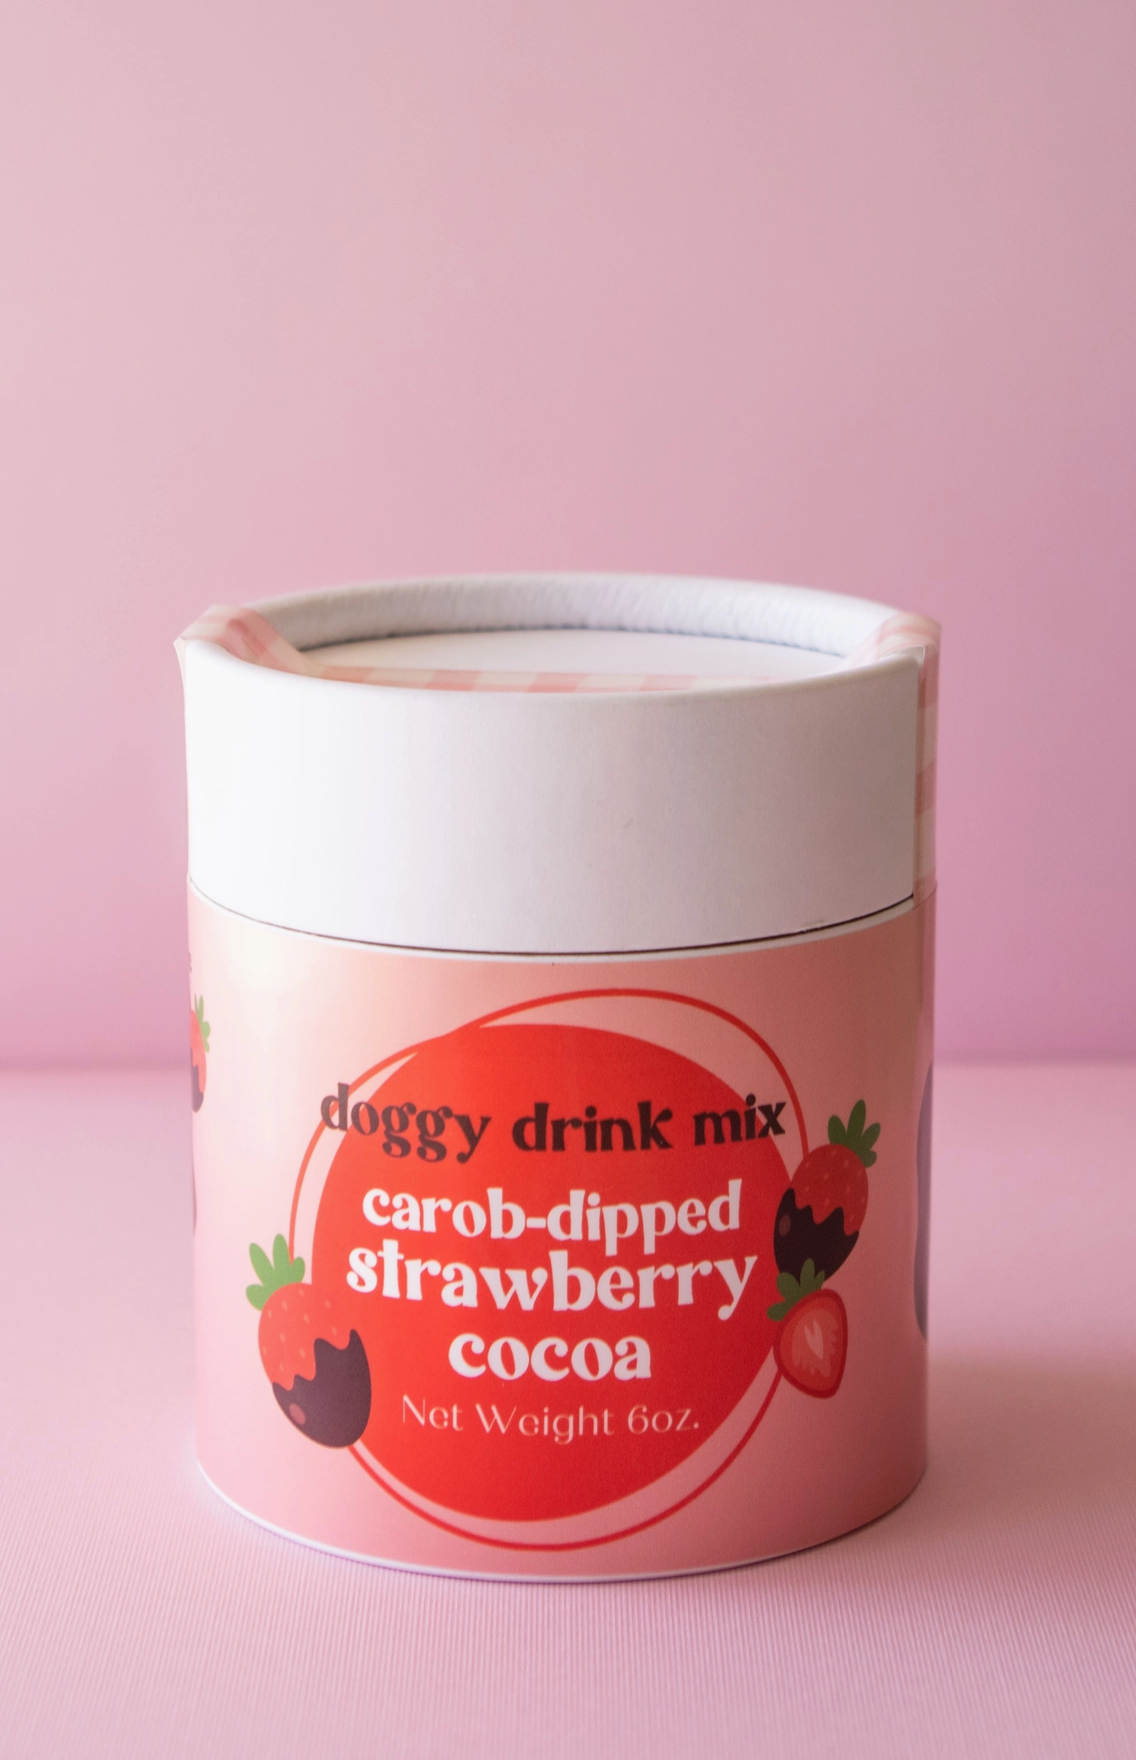 doggy drink mix
carob-dipped
strawberry
cocoa
Net Weight 6oz.